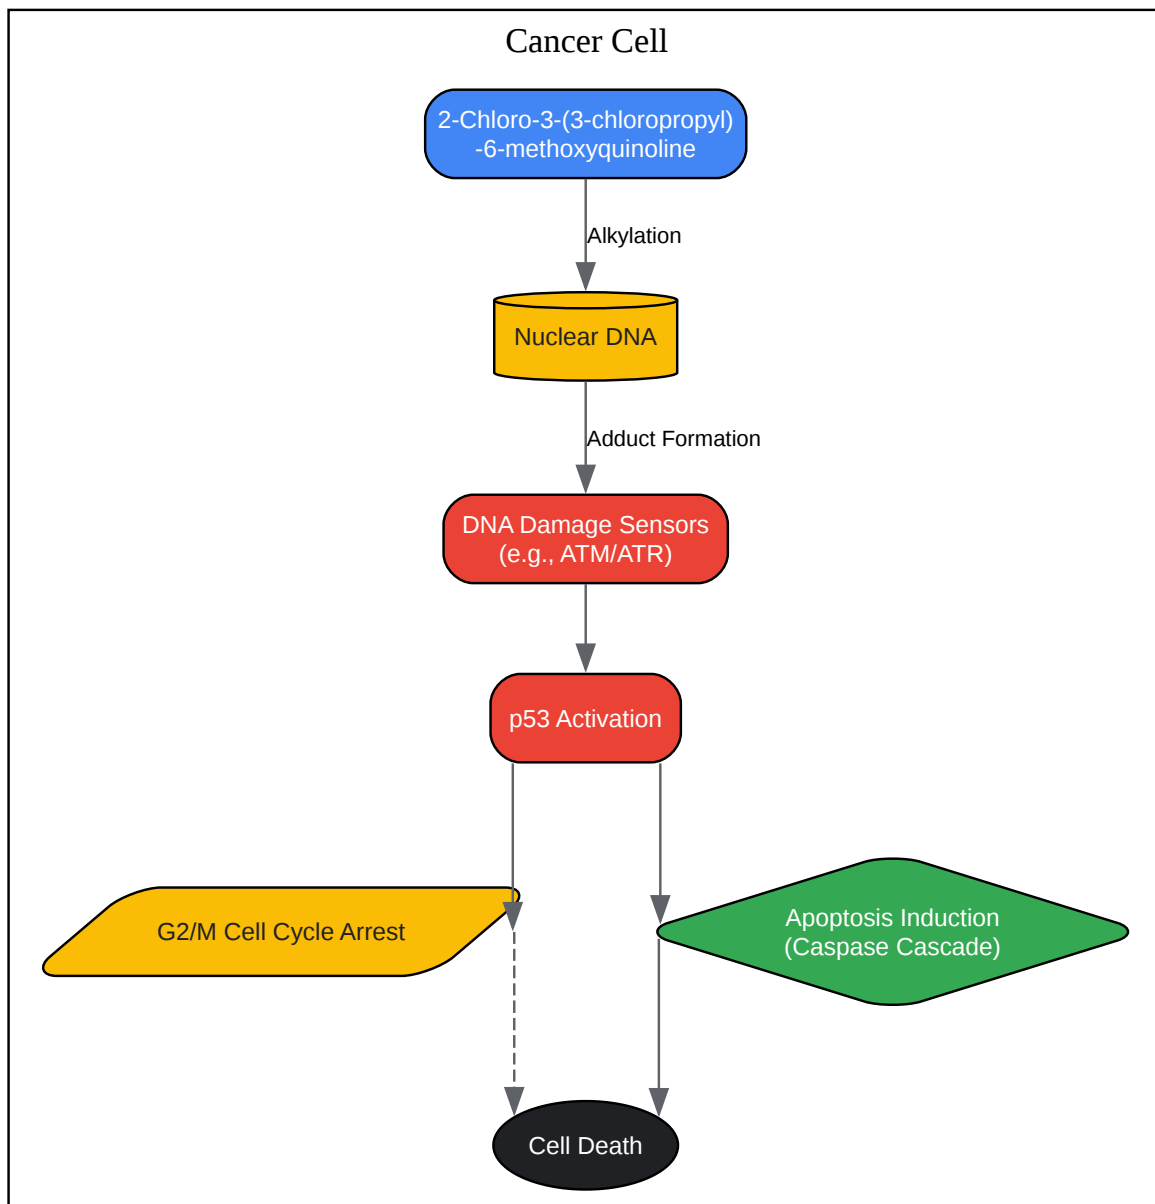 Cancer Cell
2-Chloro-3-(3-chloropropyl)
-6-methoxyquinoline
Alkylation
Nuclear DNA
Adduct Formation
DNA Damage Sensors
(e.g., ATM/ATR)
p53 Activation
G2/M Cell Cycle Arrest
Apoptosis Induction
(Caspase Cascade)
Cell Death